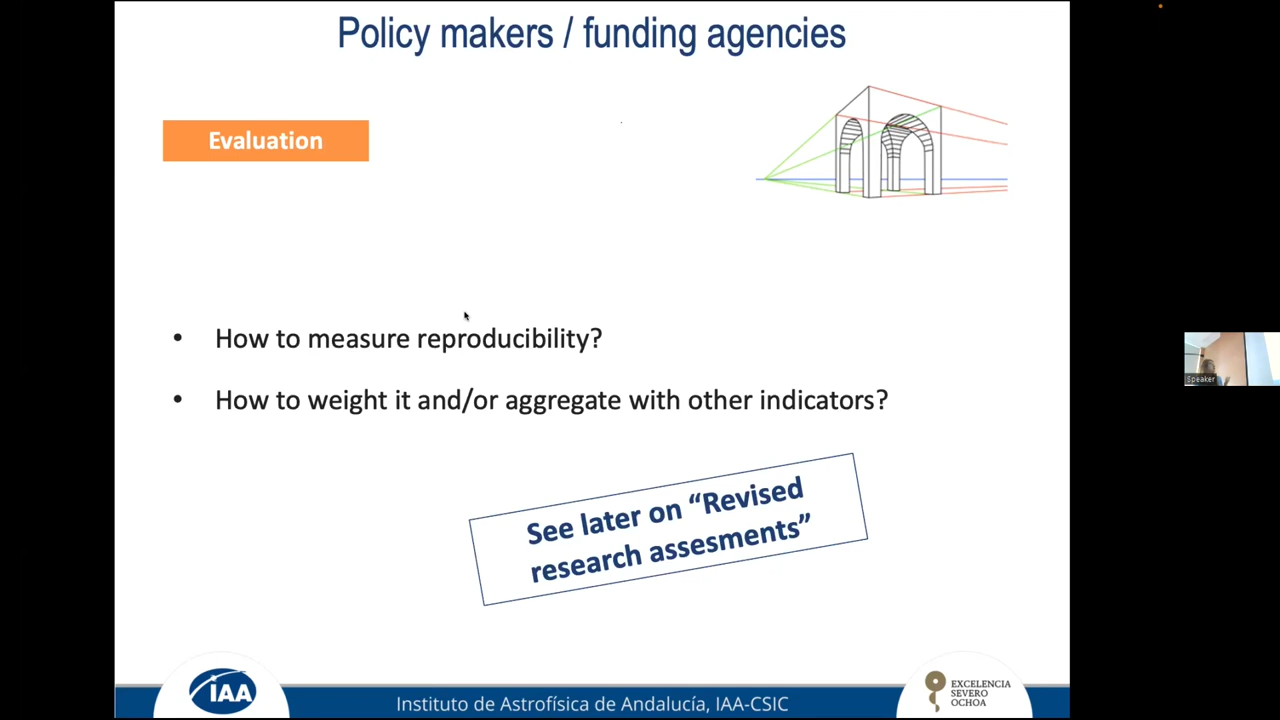 Policy makers / funding agencies
Evaluation
• How to measure reproducibility?
• How to weight it and/or aggregate with other indicators?
See later on “Revised
research assesments”
Speaker
IAA
Instituto de Astrofísica de Andalucía, IAA-CSIC
EXCELENCIA
SEVERO
OCHOA